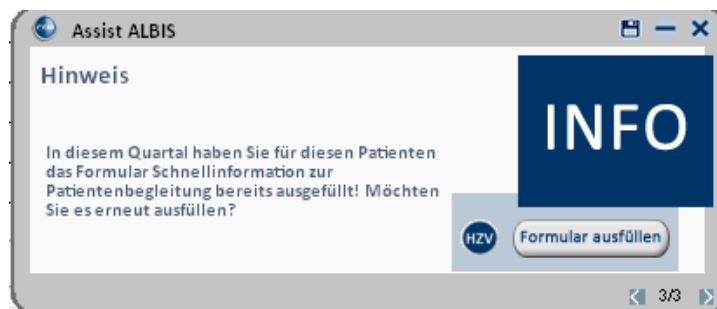 Assist ALBIS
Hinweis
INFO
In diesem Quartal haben Sie für diesen Patienten
das Formular Schnellinformation zur
Patientenbegleitung bereits ausgefüllt! Möchten
Sie es erneut ausfüllen?
HZV Formular ausfüllen
3/3